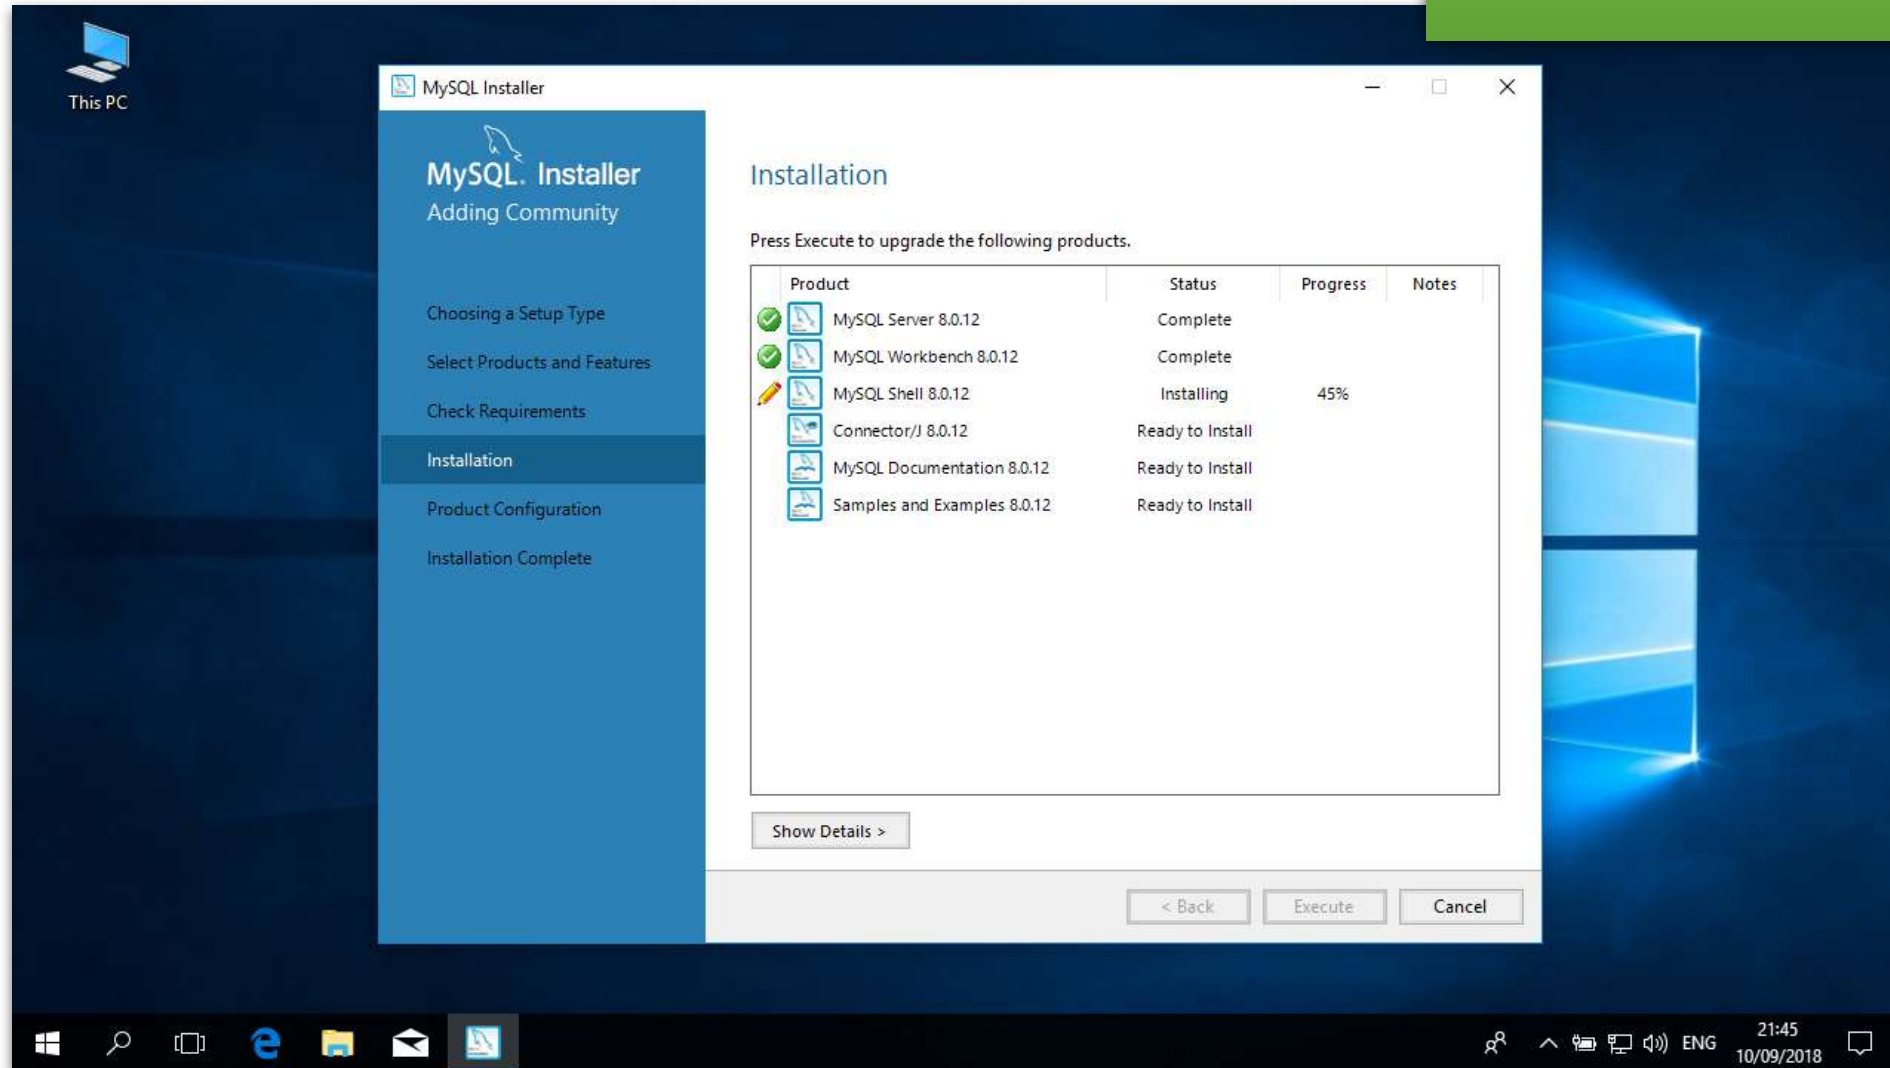 This PC
MySQL Installer
MySQL. Installer
Adding Community
Choosing a Setup Type
Select Products and Features
Check Requirements
Installation
Product Configuration
Installation Complete
Installation
Press Execute to upgrade the following products.
Product Status Progress Notes
MySQL Server 8.0.12 Complete
MySQL Workbench 8.0.12 Complete
MySQL Shell 8.0.12 Installing 45%
Connector/J 8.0.12 Ready to Install
MySQL Documentation 8.0.12 Ready to Install
Samples and Examples 8.0.12 Ready to Install
Show Details >
< Back Execute Cancel
ENG
21:45
10/09/2018